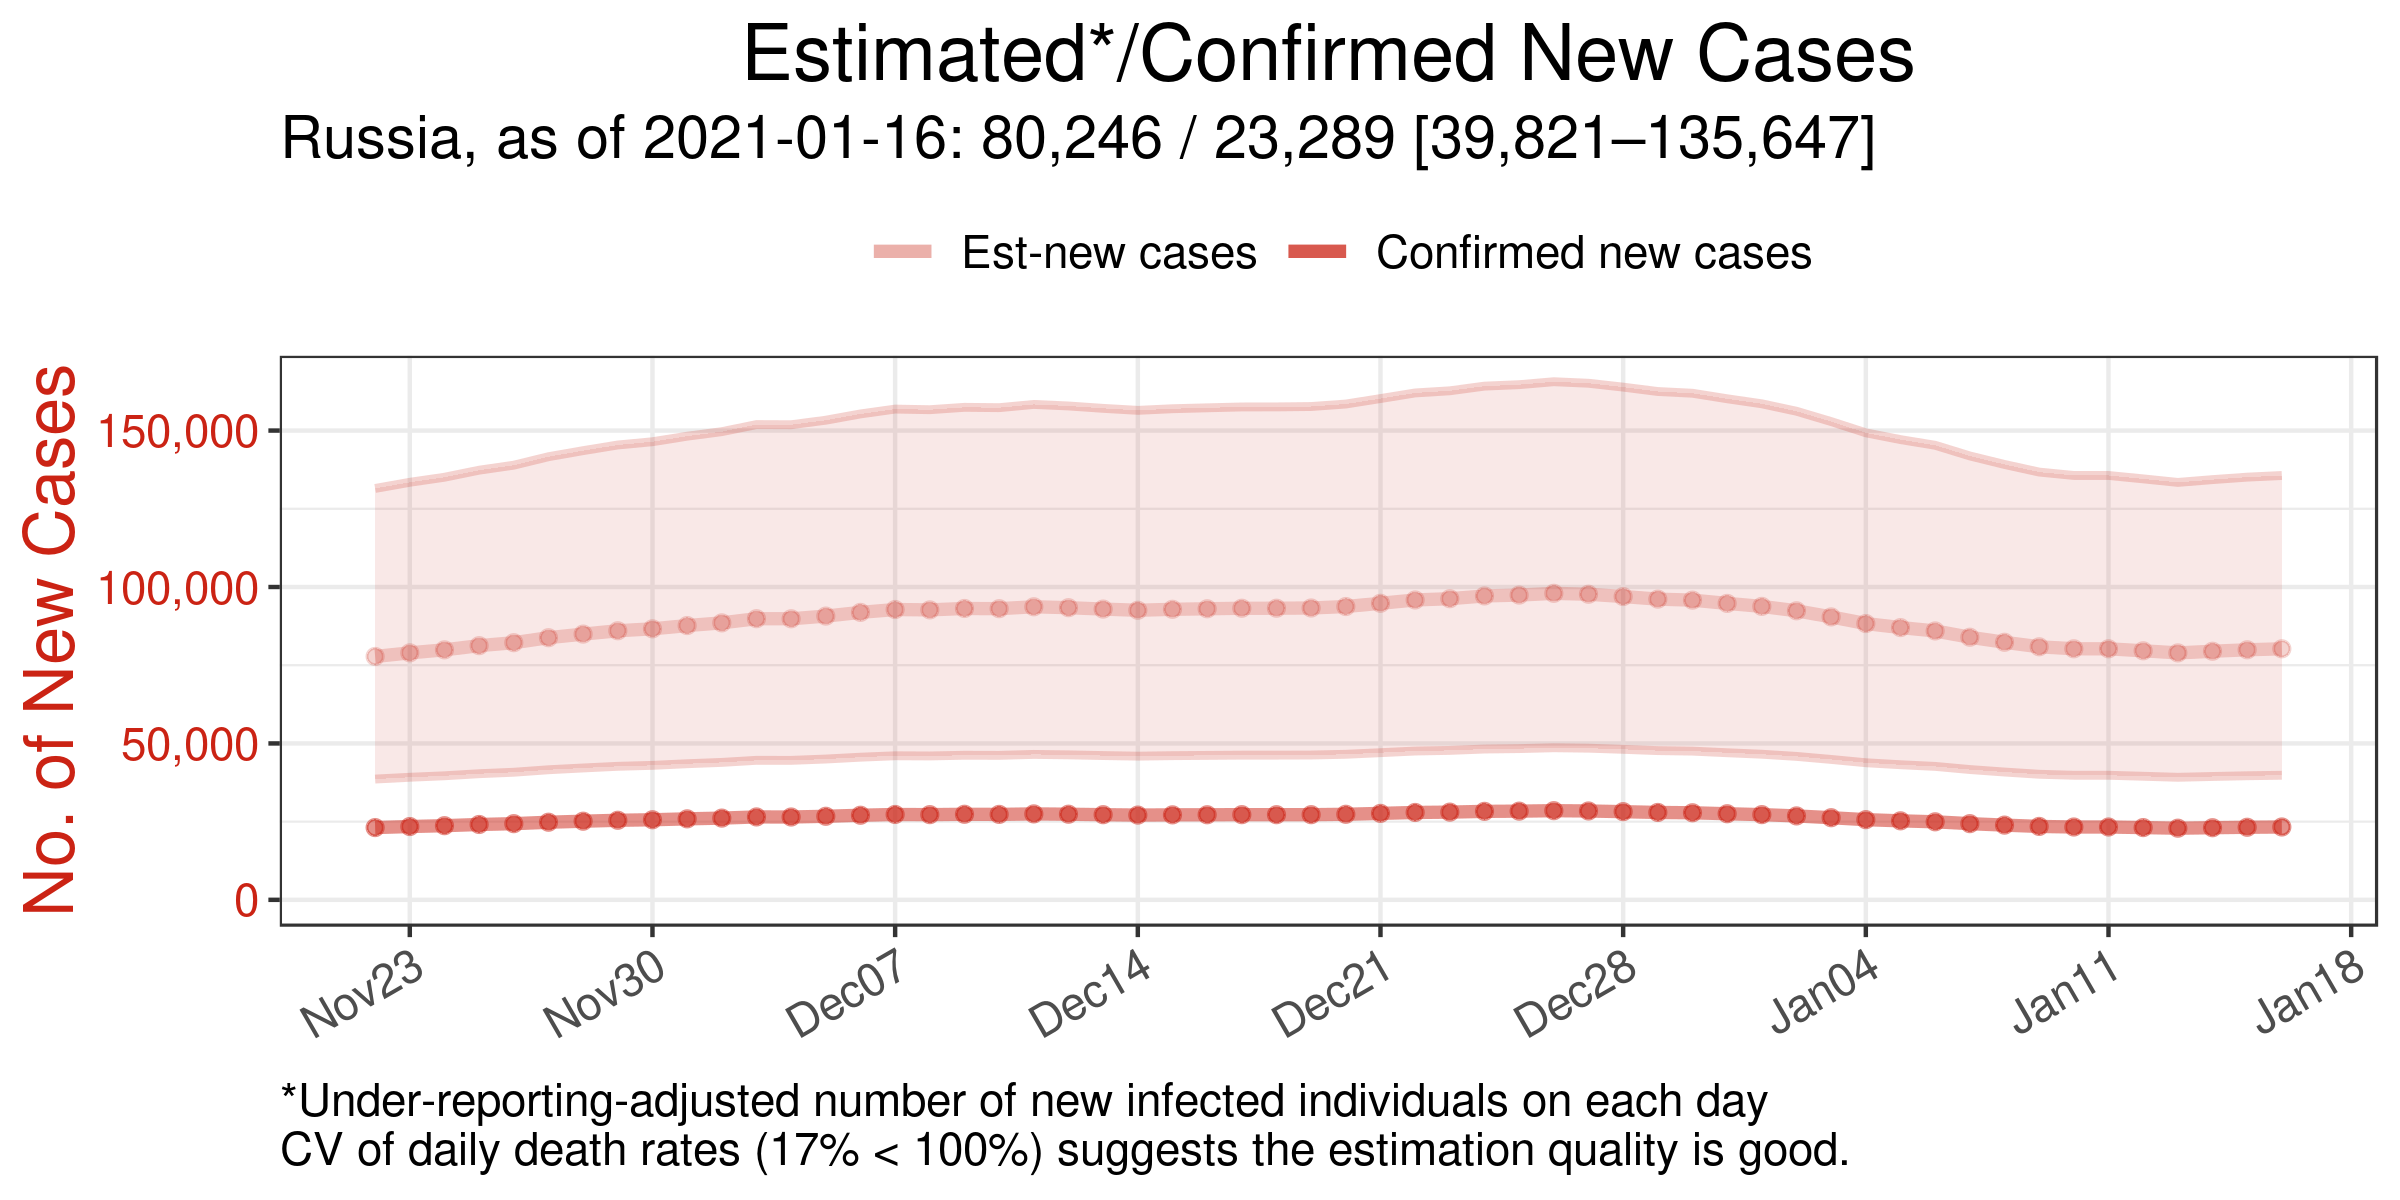 Estimated*/Confirmed New Cases
Russia, as of 2021-01-16: 80,246 / 23,289 [39,821–135,647]
Est-new cases
Confirmed new cases
No. of New Cases
150,000
100,000
50,000
0
Nov23
Nov30
Dec07
Dec14
Dec21
Dec28
Jan04
Jan11
Jan18
*Under-reporting-adjusted number of new infected individuals on each day
CV of daily death rates (17% < 100%) suggests the estimation quality is good.